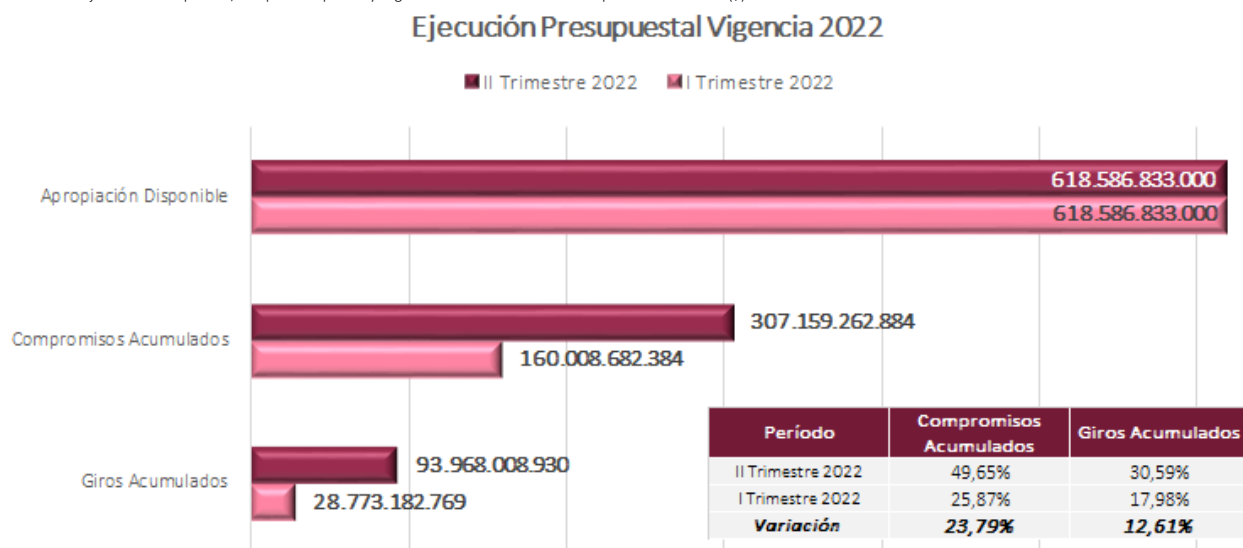 Ejecución Presupuestal Vigencia 2022
II Trimestre 2022 I Trimestre 2022
Apropiación Disponible
618.586.833.000
618.586.833.000
Compromisos Acumulados
307.159.262.884
160.008.682.384
Giros Acumulados
93.968.008.930
28.773.182.769
Período Compromisos Acumulados Giros Acumulados
II Trimestre 2022 49,65% 30,59%
I Trimestre 2022 25,87% 17,98%
Variación 23,79% 12,61%